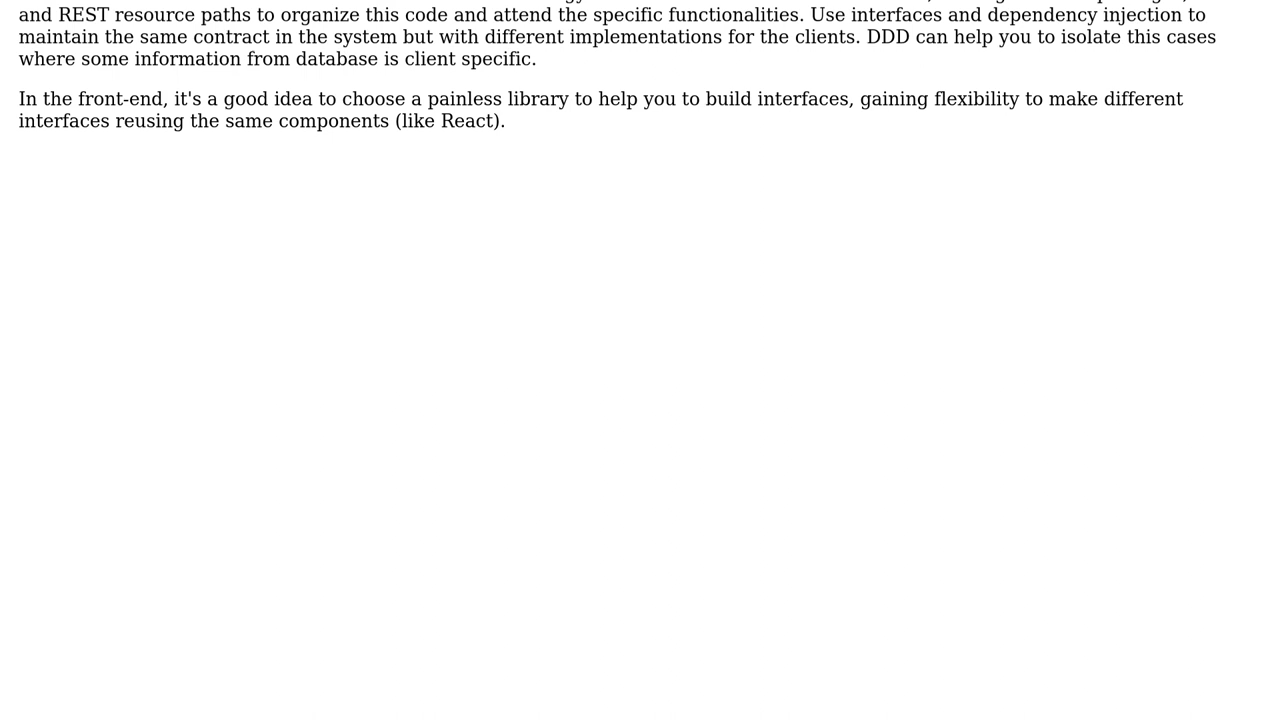 and REST resource paths to organize this code and attend the specific functionalities. Use interfaces and dependency injection to
maintain the same contract in the system but with different implementations for the clients. DDD can help you to isolate this cases
where some information from database is client specific.
In the front-end, it's a good idea to choose a painless library to help you to build interfaces, gaining flexibility to make different
interfaces reusing the same components (like React).